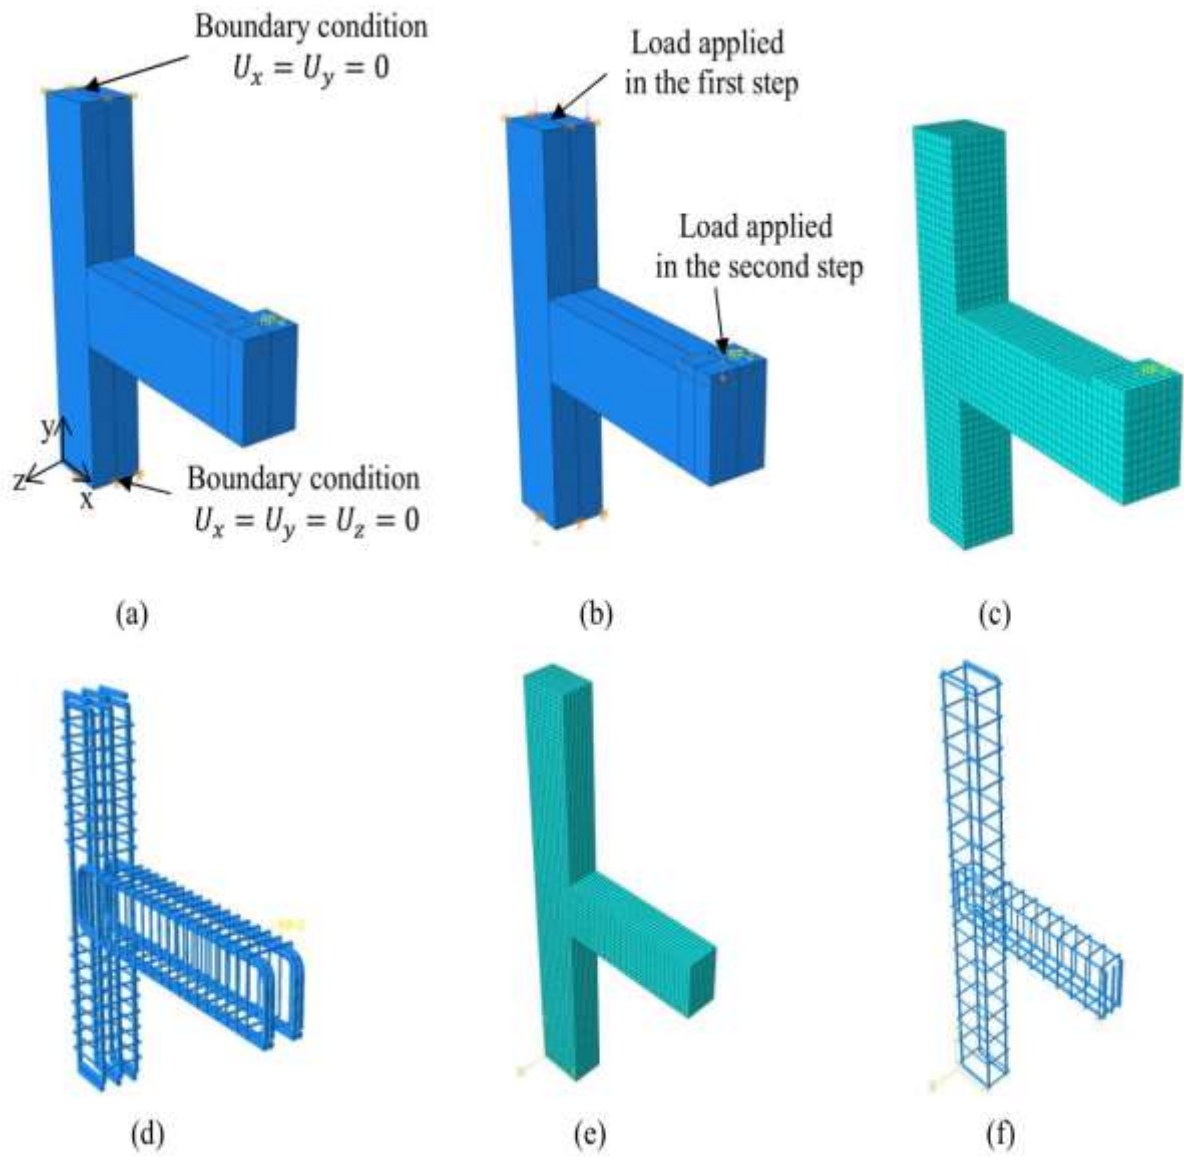 Boundary condition
U_x = U_y = 0
Load applied
in the first step
Load applied
in the second step
y
z
x
Boundary condition
U_x = U_y = U_z = 0
(a)
(b)
(c)
(d)
(e)
(f)